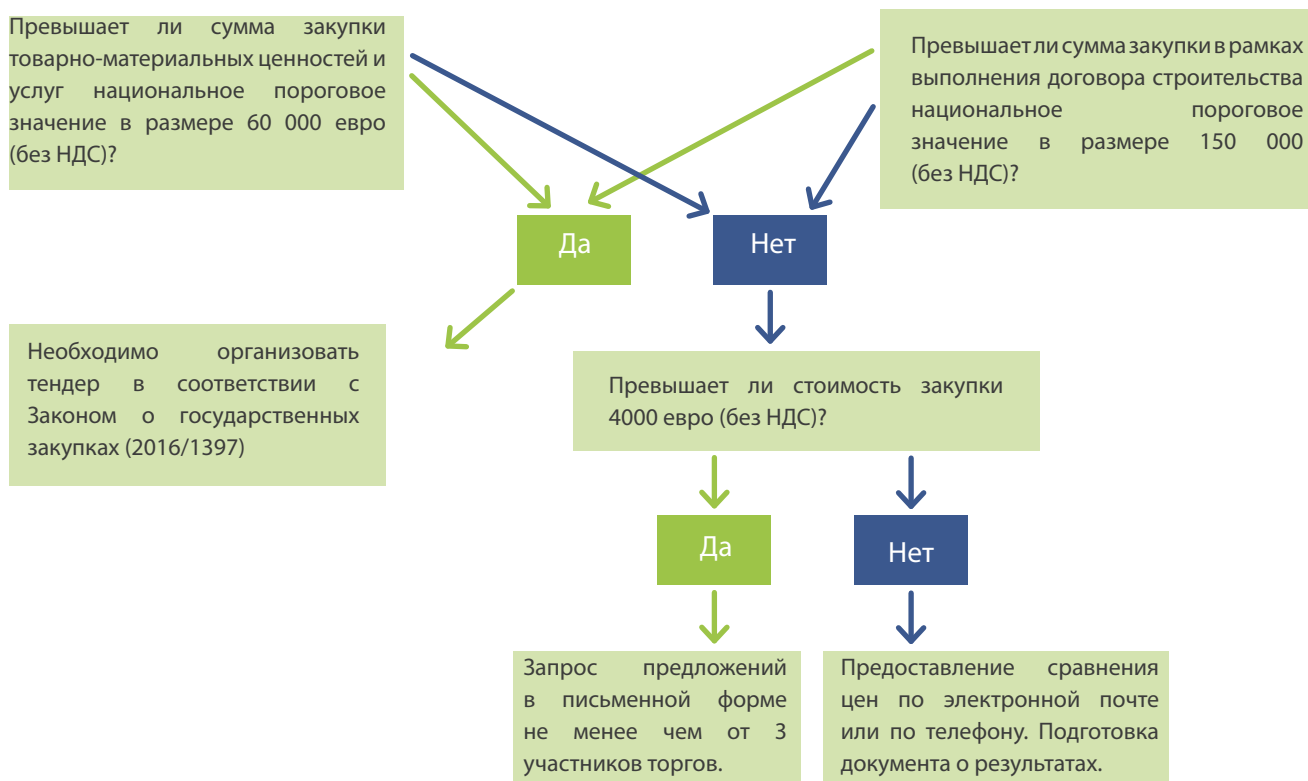 Превышает ли сумма закупки
товарно-материальных ценностей и
услуг национальное пороговое
значение в размере 60 000 евро
(без НДС)?
Превышает ли сумма закупки в рамках
выполнения договора строительства
национальное пороговое
значение в размере 150 000
(без НДС)?
Да
Нет
Необходимо организовать
тендер в соответствии с
Законом о государственных
закупках (2016/1397)
Превышает ли стоимость закупки
4000 евро (без НДС)?
Да
Нет
Запрос предложений
в письменной форме
не менее чем от 3
участников торгов.
Предоставление сравнения
цен по электронной почте
или по телефону. Подготовка
документа о результатах.